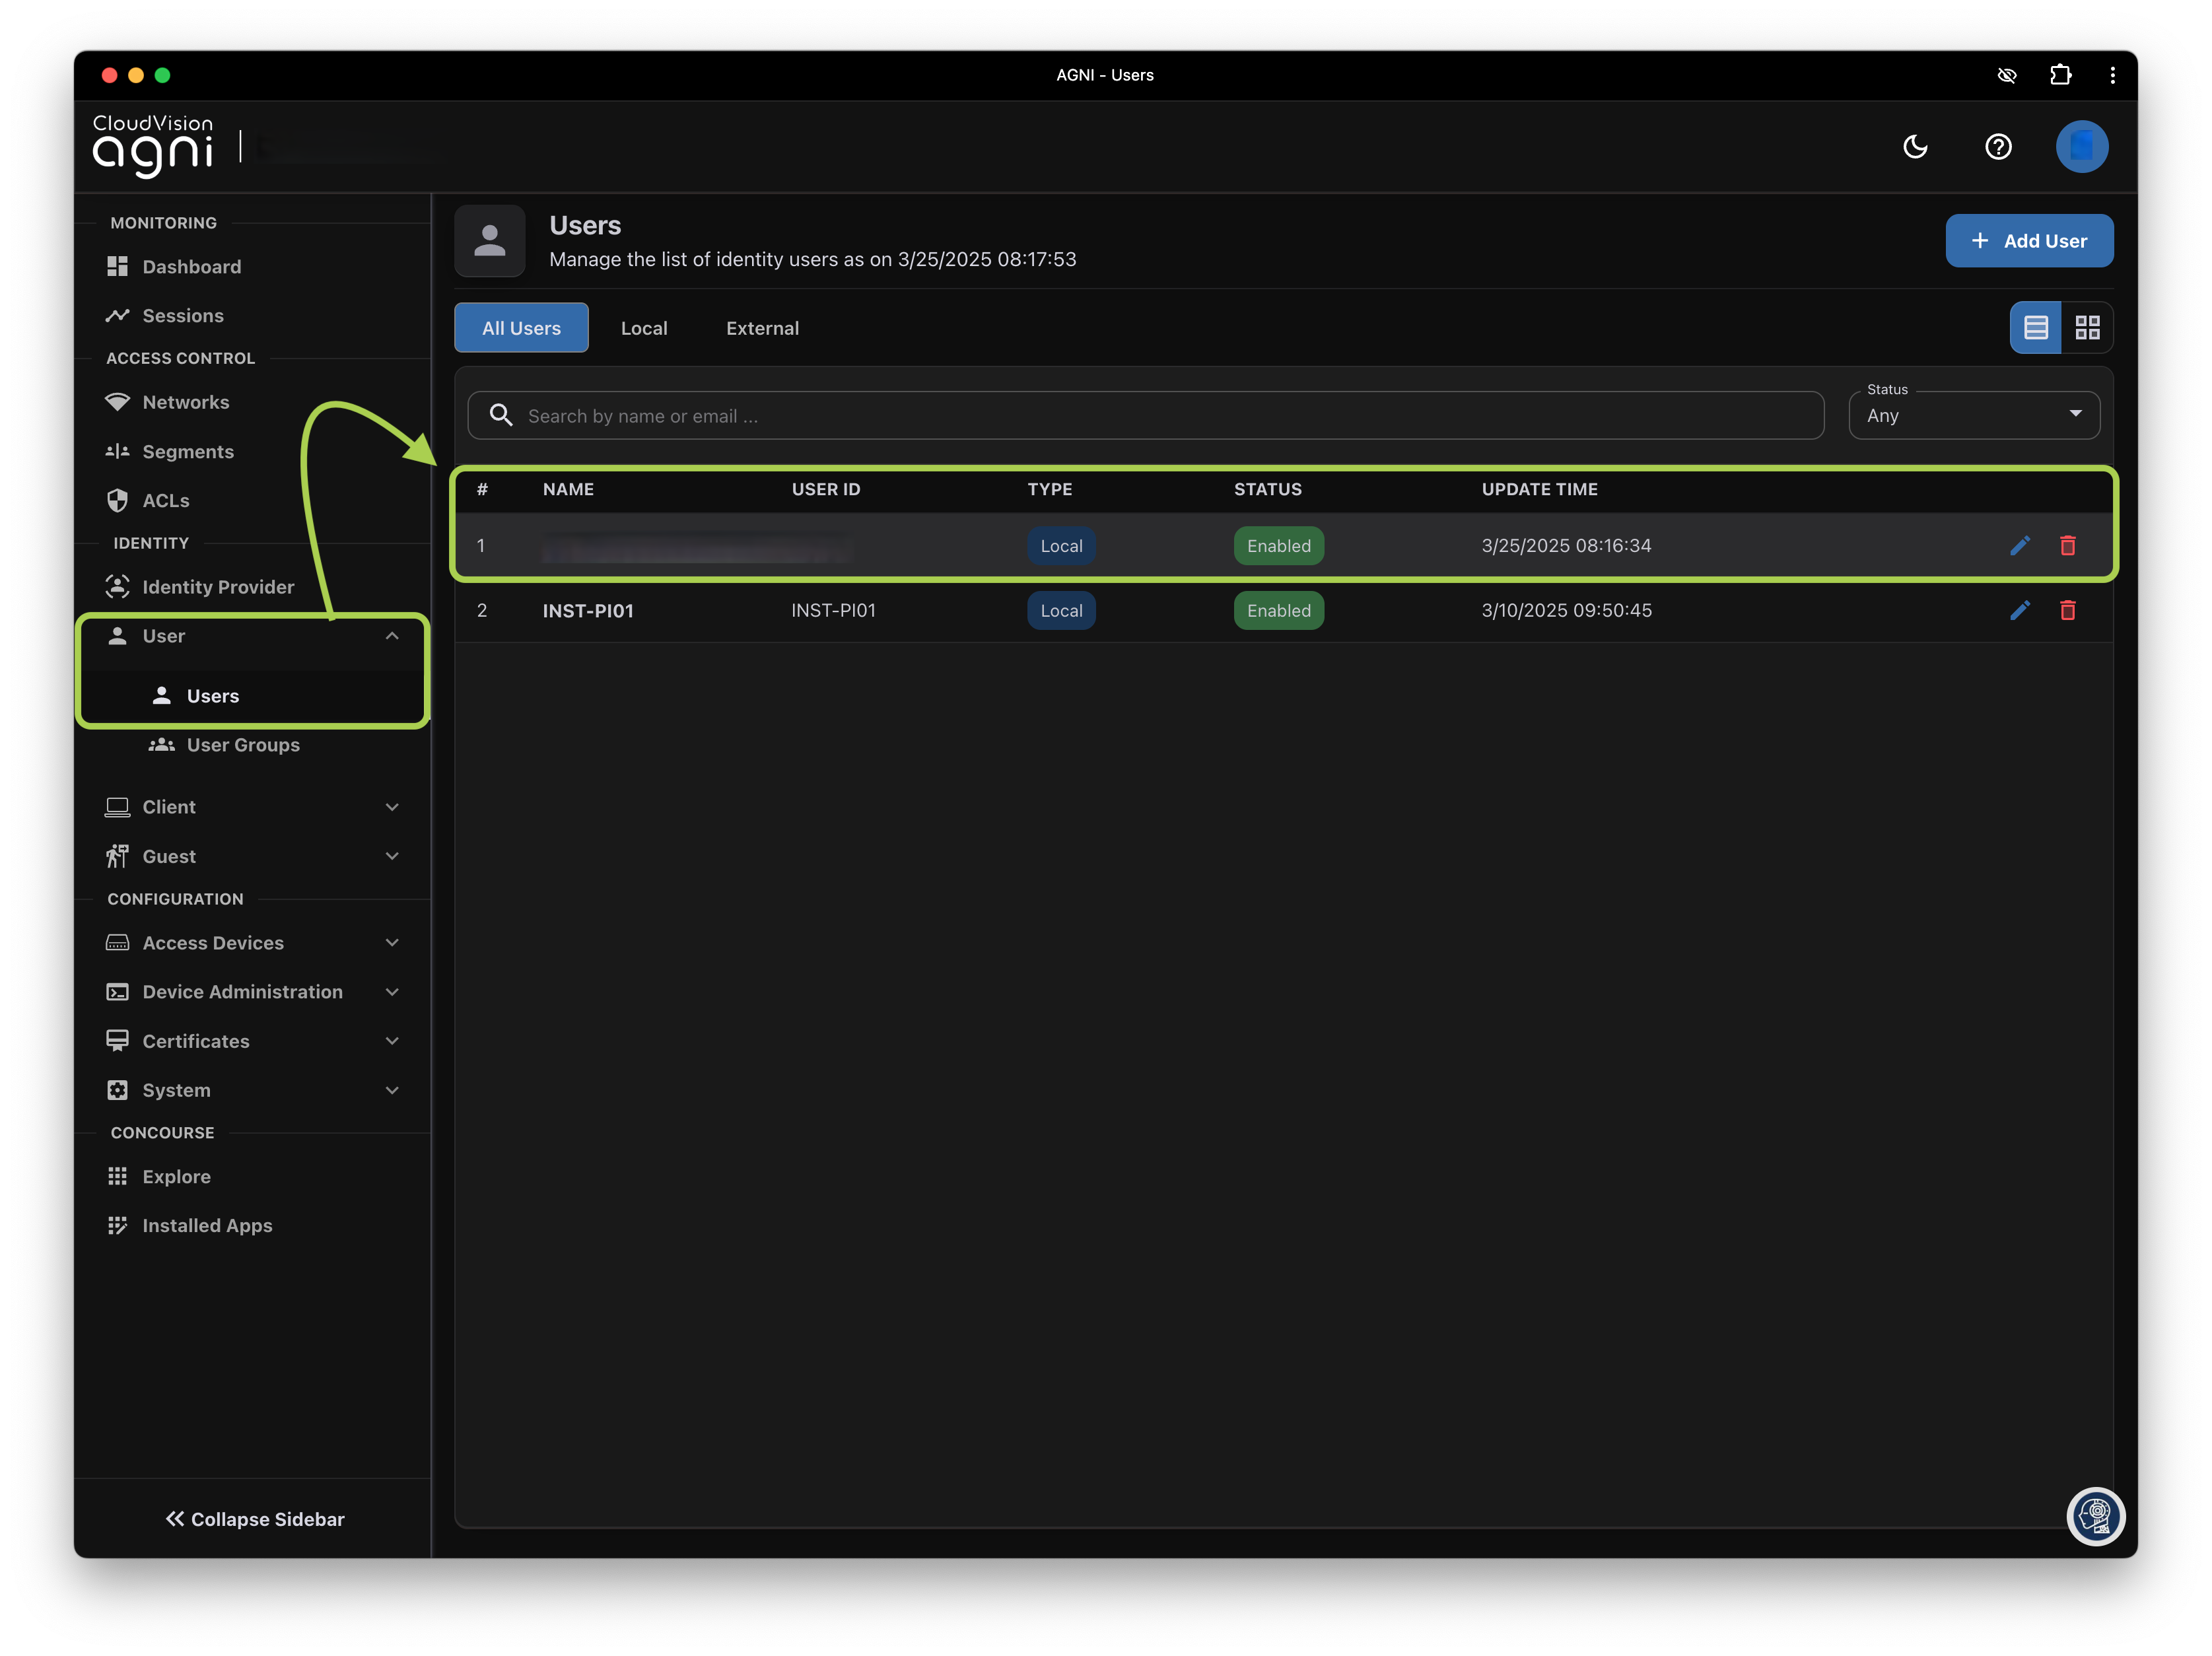 AGNI - Users
CloudVision
agni
MONITORING
Dashboard
Sessions
ACCESS CONTROL
Networks
Segments
ACLs
IDENTITY
Identity Provider
User
Users
User Groups
Client
Guest
CONFIGURATION
Access Devices
Device Administration
Certificates
System
CONCOURSE
Explore
Installed Apps
Collapse Sidebar
Users
Manage the list of identity users as on 3/25/2025 08:17:53
+ Add User
All Users Local External
Search by name or email ...
Status
Any
# NAME USER ID TYPE STATUS UPDATE TIME
1 Local Enabled 3/25/2025 08:16:34
2 INST-PI01 INST-PI01 Local Enabled 3/10/2025 09:50:45